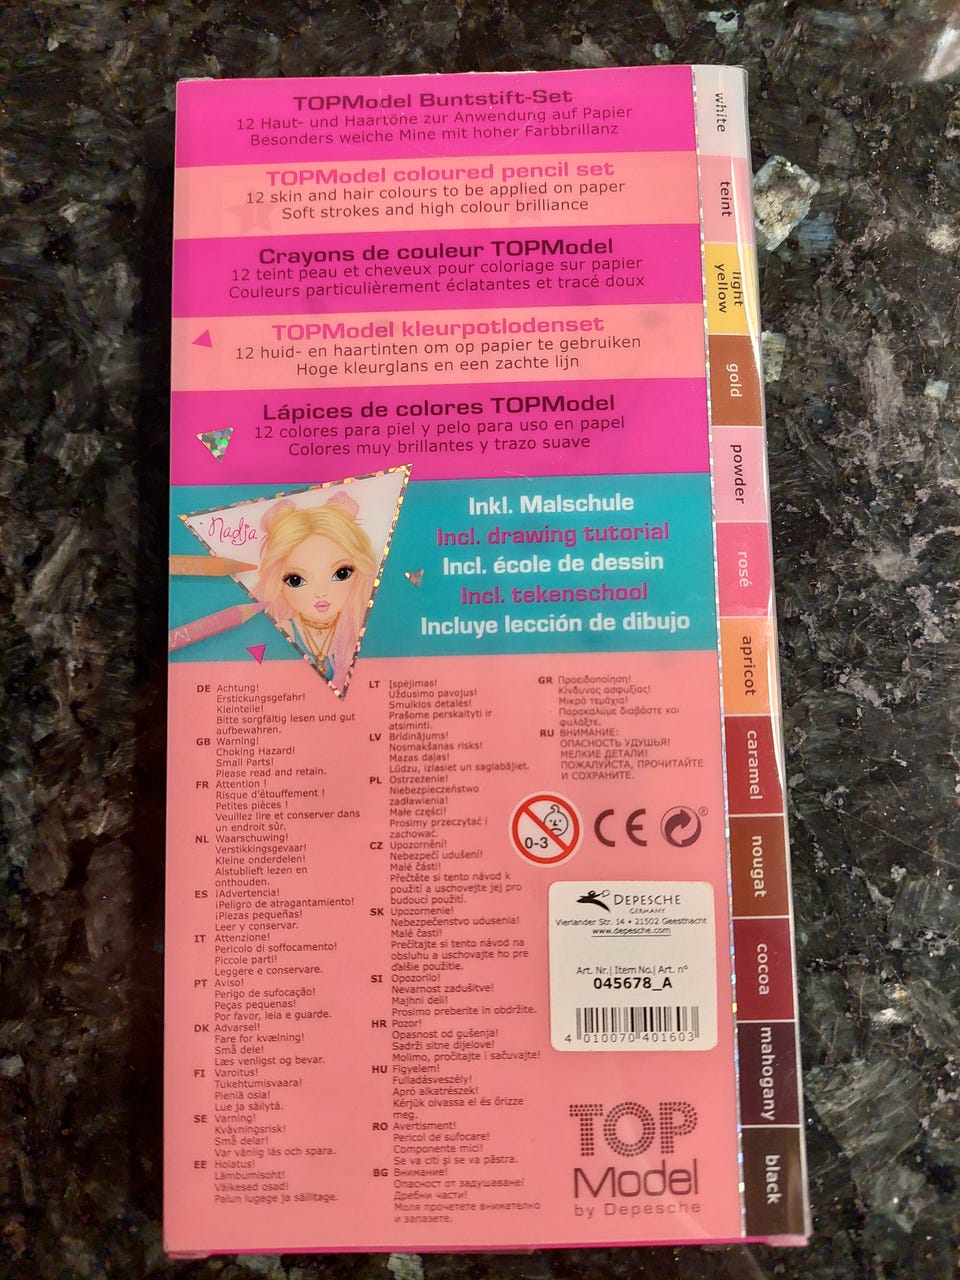 TOPModel Buntstift-Set
12 Haut- und Haartöne zur Anwendung auf Papier
Besonders weiche Mine mit hoher Farbbrillanz
TOPModel coloured pencil set
12 skin and hair colours to be applied on paper
Soft strokes and high colour brilliance
Crayons de couleur TOPModel
12 teint peau et cheveux pour coloriage sur papier
Couleurs particulièrement éclatantes et tracé doux
TOPModel kleurpotlodenset
12 huid- en haartinten om op papier te gebruiken
Hoge kleurglans en een zachte lijn
Lápices de colores TOPModel
12 colores para piel y pelo para uso en papel
Colores muy brillantes y trazo suave
Nadja
Inkl. Malschule
Incl. drawing tutorial
Incl. école de dessin
Incl. tekenschool
Incluye lección de dibujo
DE Achtung!
Erstickungsgefahr!
Kleinteile!
Bitte sorgfältig lesen und gut
aufbewahren.
GB Warning!
Choking Hazard!
Small Parts!
Please read and retain.
FR Attention !
Risque d'étouffement !
Petites pièces !
Veuillez lire et conserver dans
un endroit sûr.
NL Waarschuwing!
Verstikkingsgevaar!
Kleine onderdelen!
Alstublieft lezen en
onthouden.
ES ¡Advertencia!
¡Peligro de atragantamiento!
¡Piezas pequeñas!
Leer y conservar.
IT Attenzione!
Pericolo di soffocamento!
Piccole parti!
Leggere e conservare.
PT Aviso!
Perigo de sufocação!
Peças pequenas!
Por favor, leia e guarde.
DK Advarsel!
Fare for kvælning!
Små dele!
Læs venligst og bevar.
FI Varoitus!
Tukehtumisvaara!
Pieniä osia!
Lue ja säilytä.
SE Varning!
Kvävningsrisk!
Små delar!
Var vänlig läs och spara.
EE Hoiatus!
Lämbumisoht!
Väikesed osad!
Palun lugege ja säilitage.
LT Įspėjimas!
Uždusimo pavojus!
Smulkios detalės!
Prašome perskaityti ir
atsiminti.
LV Brīdinājums!
Nosmakšanas risks!
Mazas daļas!
Lūdzu, izlasiet un saglabājiet.
PL Ostrzeżenie!
Niebezpieczeństwo
zadławienia!
Małe części!
Prosimy przeczytać i
zachować.
CZ Upozornění!
Nebezpečí udušení!
Malé části!
Přečtěte si tento návod k
použití a uschovejte jej pro
budoucí použití.
SK Upozornenie!
Nebezpečenstvo udusenia!
Malé časti!
Prečítajte si tento návod na
obsluhu a uschovajte ho pre
ďalšie použitie.
SI Opozorilo!
Nevarnost zadušitve!
Majhni deli!
Prosimo preberite in obdržite.
HR Pozor!
Opasnost od gušenja!
Sadrži sitne dijelove!
Molimo, pročitajte i sačuvajte!
HU Figyelem!
Fulladásveszély!
Apró alkatrészek!
Kérjük olvassa el és őrizze
meg.
RO Avertisment!
Pericol de sufocare!
Componente mici!
Se va citi și se va păstra.
BG Внимание!
Опасност от задушаване!
Дребни части!
Моля прочетете внимателно
и запазете.
GR Προειδοποίηση!
Κίνδυνος ασφυξίας!
Μικρά τεμάχια!
Παρακαλούμε διαβάστε και
φυλάξτε.
RU ВНИМАНИЕ:
ОПАСНОСТЬ УДУШЬЯ!
МЕЛКИЕ ДЕТАЛИ!
ПОЖАЛУЙСТА, ПРОЧИТАЙТЕ
И СОХРАНИТЕ.
0-3
CE
DEPESCHE
GERMANY
Vierlander Str. 14 • 21502 Geesthacht
www.depesche.com
Art. Nr.| Item No.| Art. n°
045678_A
4 010070 401603
TOP
Model
by Depesche
white
teint
light
yellow
gold
powder
rosé
apricot
caramel
nougat
cocoa
mahogany
black